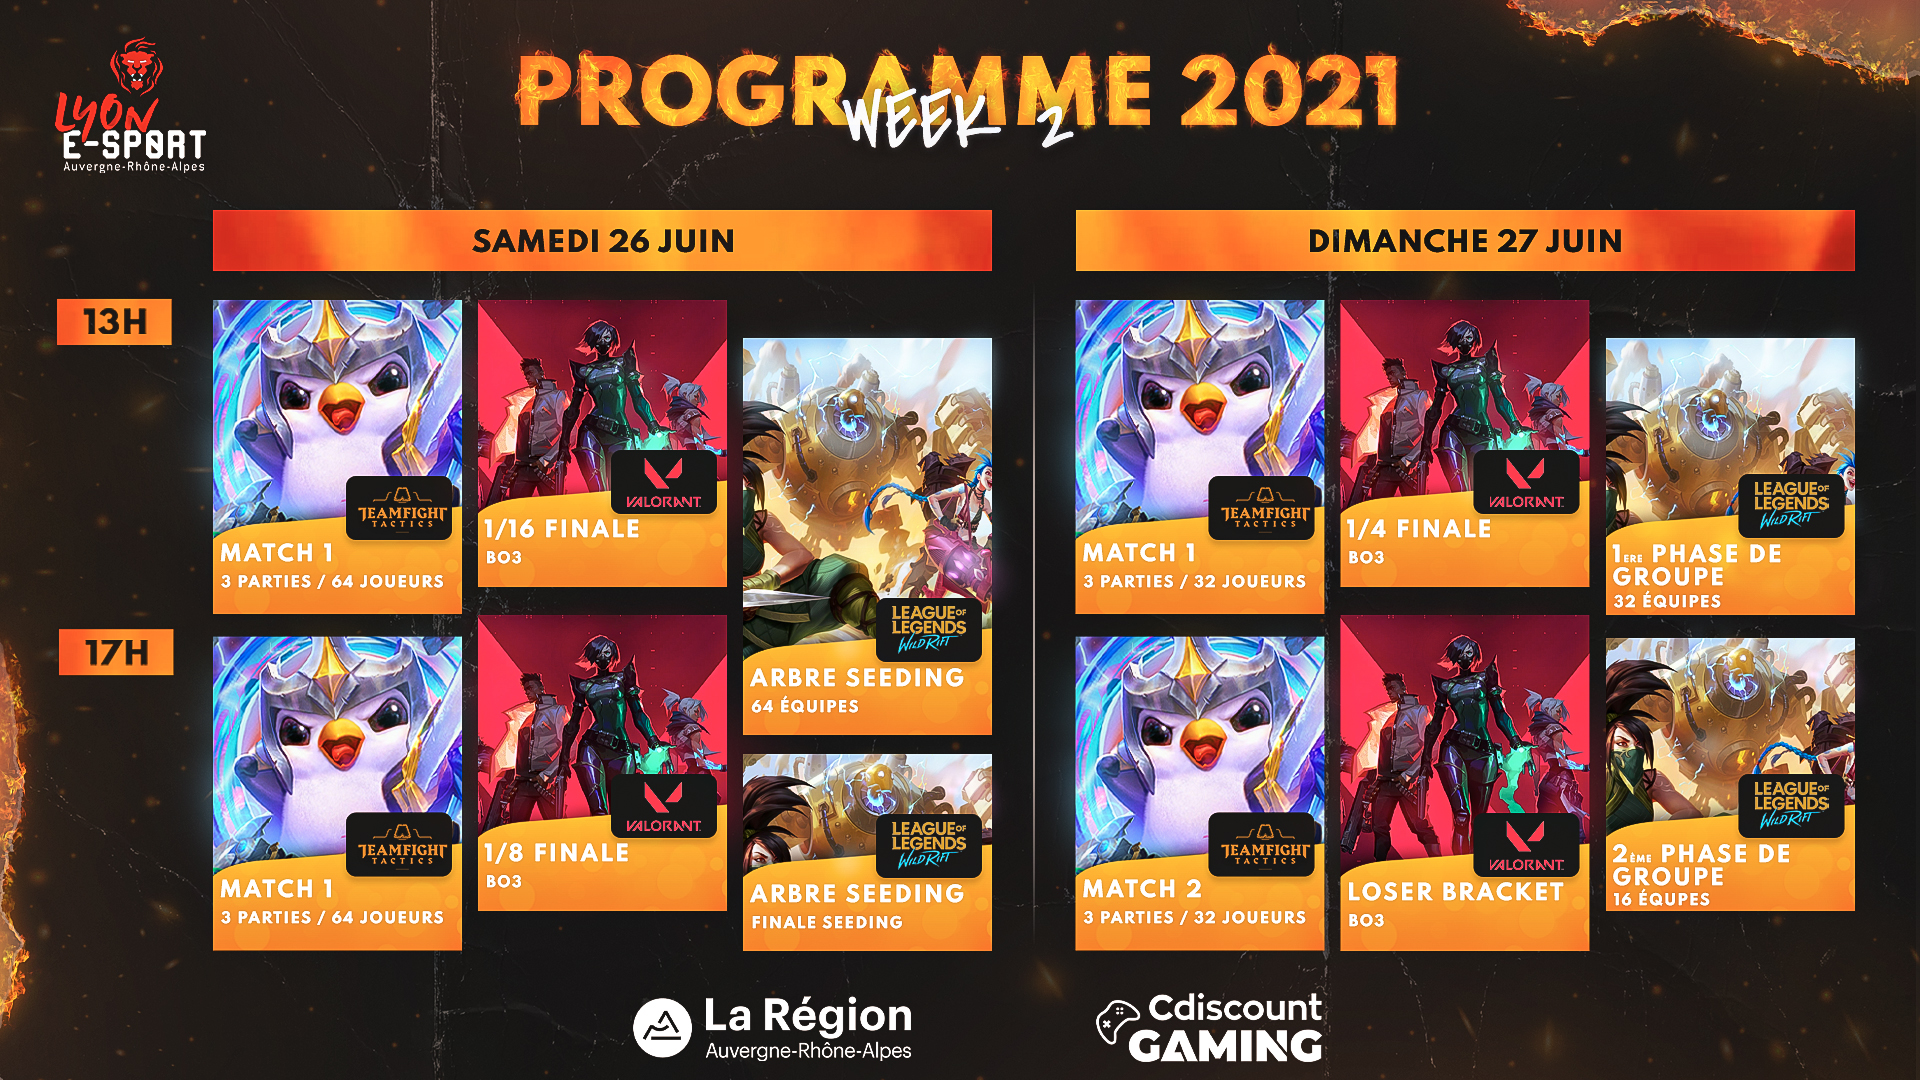 LYON
E-SPORT
Auvergne-Rhône-Alpes
PROGRAMME 2021
WEEK 2
SAMEDI 26 JUIN
DIMANCHE 27 JUIN
13H
TEAMFIGHT
TACTICS
MATCH 1
3 PARTIES / 64 JOUEURS
VALORANT
1/16 FINALE
BO3
LEAGUE OF
LEGENDS
WILD RIFT
ARBRE SEEDING
64 ÉQUIPES
TEAMFIGHT
TACTICS
MATCH 1
3 PARTIES / 32 JOUEURS
VALORANT
1/4 FINALE
BO3
LEAGUE OF
LEGENDS
WILD RIFT
1ERE PHASE DE
GROUPE
32 ÉQUIPES
17H
TEAMFIGHT
TACTICS
MATCH 1
3 PARTIES / 64 JOUEURS
VALORANT
1/8 FINALE
BO3
LEAGUE OF
LEGENDS
WILD RIFT
ARBRE SEEDING
FINALE SEEDING
TEAMFIGHT
TACTICS
MATCH 2
3 PARTIES / 32 JOUEURS
VALORANT
LOSER BRACKET
BO3
LEAGUE OF
LEGENDS
WILD RIFT
2ÈME PHASE DE
GROUPE
16 ÉQUPES
La Région
Auvergne-Rhône-Alpes
Cdiscount
GAMING